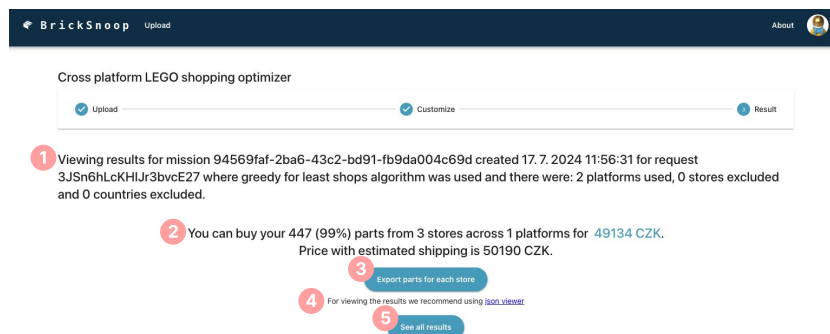 BrickSnoop Upload About
Cross platform LEGO shopping optimizer
Upload Customize 3 Result
1 Viewing results for mission 94569faf-2ba6-43c2-bd91-fb9da004c69d created 17. 7. 2024 11:56:31 for request
3JSn6hLcKHlJr3bvcE27 where greedy for least shops algorithm was used and there were: 2 platforms used, 0 stores excluded
and 0 countries excluded.
2 You can buy your 447 (99%) parts from 3 stores across 1 platforms for 49134 CZK.
Price with estimated shipping is 50190 CZK.
3 Export parts for each store
4 For viewing the results we recommend using json viewer
5 See all results